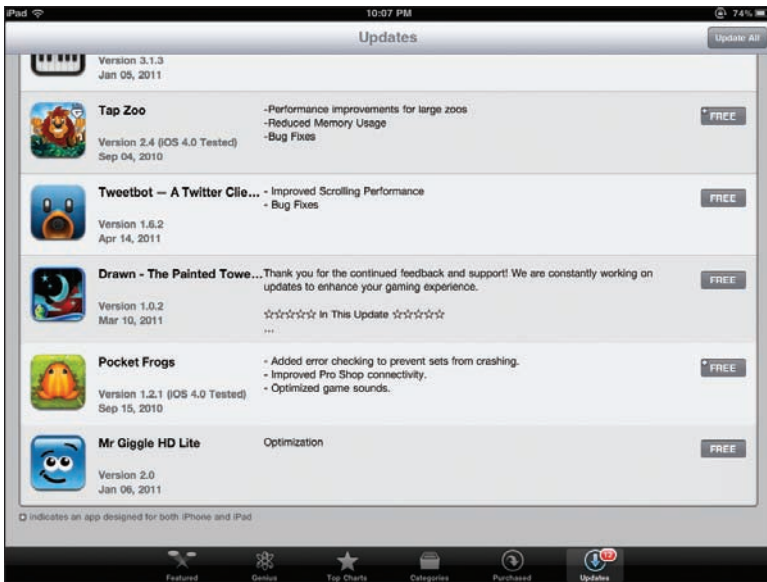 iPad 10:07 PM 74%
Updates Update All
Version 3.1.3
Jan 05, 2011
Tap Zoo
Version 2.4 (iOS 4.0 Tested)
Sep 04, 2010
-Performance improvements for large zoos
-Reduced Memory Usage
-Bug Fixes
+ FREE
Tweetbot — A Twitter Clie...
Version 1.6.2
Apr 14, 2011
- Improved Scrolling Performance
- Bug Fixes
FREE
Drawn - The Painted Towe...
Version 1.0.2
Mar 10, 2011
Thank you for the continued feedback and support! We are constantly working on
updates to enhance your gaming experience.
☆☆☆☆☆ In This Update ☆☆☆☆☆
...
FREE
Pocket Frogs
Version 1.2.1 (iOS 4.0 Tested)
Sep 15, 2010
- Added error checking to prevent sets from crashing.
- Improved Pro Shop connectivity.
- Optimized game sounds.
+ FREE
Mr Giggle HD Lite
Version 2.0
Jan 06, 2011
Optimization
FREE
+ indicates an app designed for both iPhone and iPad
12
Featured Genius Top Charts Categories Purchased Updates